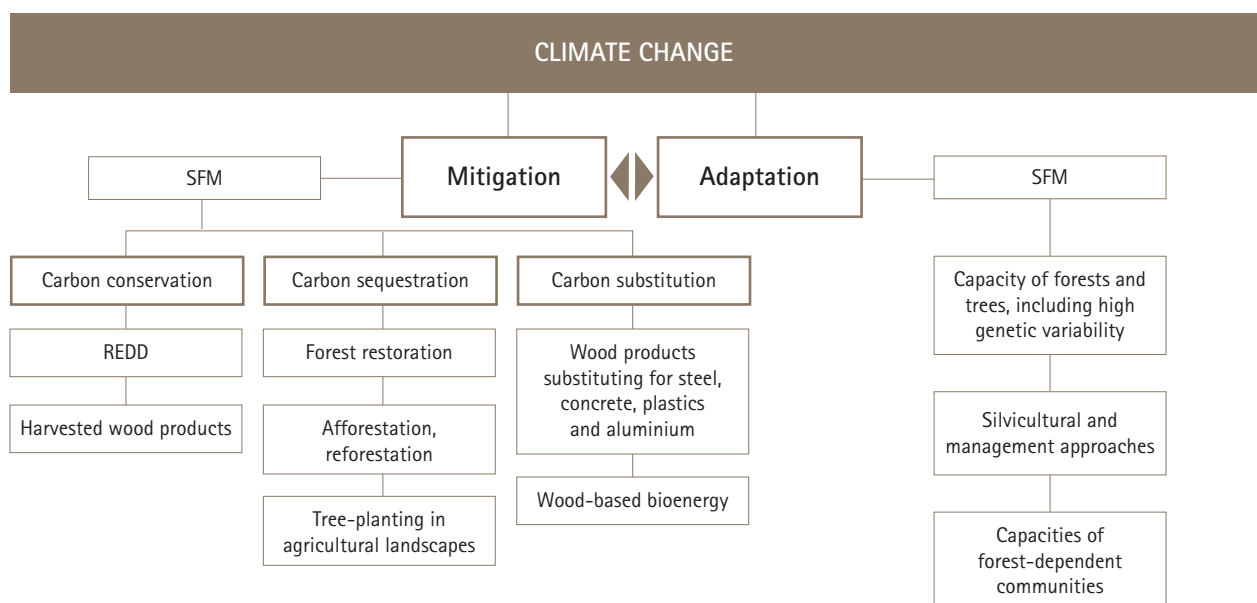 CLIMATE CHANGE
SFM
Mitigation
Adaptation
SFM
Carbon conservation
Carbon sequestration
Carbon substitution
Capacity of forests and
trees, including high
genetic variability
REDD
Forest restoration
Wood products
substituting for steel,
concrete, plastics
and aluminium
Harvested wood products
Afforestation,
reforestation
Silvicultural and
management approaches
Tree-planting in
agricultural landscapes
Wood-based bioenergy
Capacities of
forest-dependent
communities